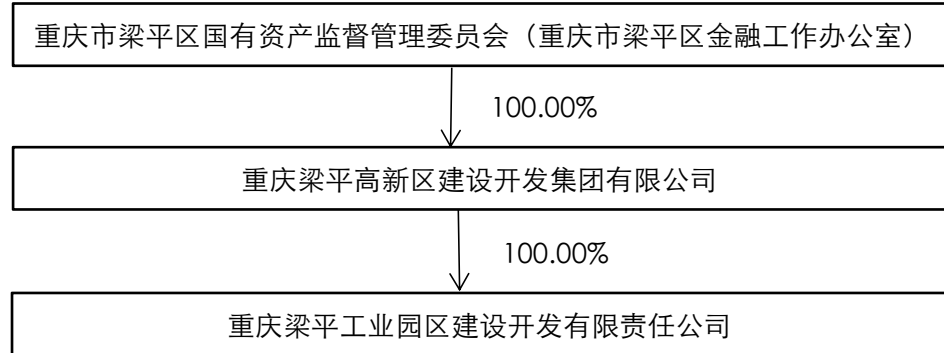 重庆市梁平区国有资产监督管理委员会（重庆市梁平区金融工作办公室）
100.00%
重庆梁平高新区建设开发集团有限公司
100.00%
重庆梁平工业园区建设开发有限责任公司